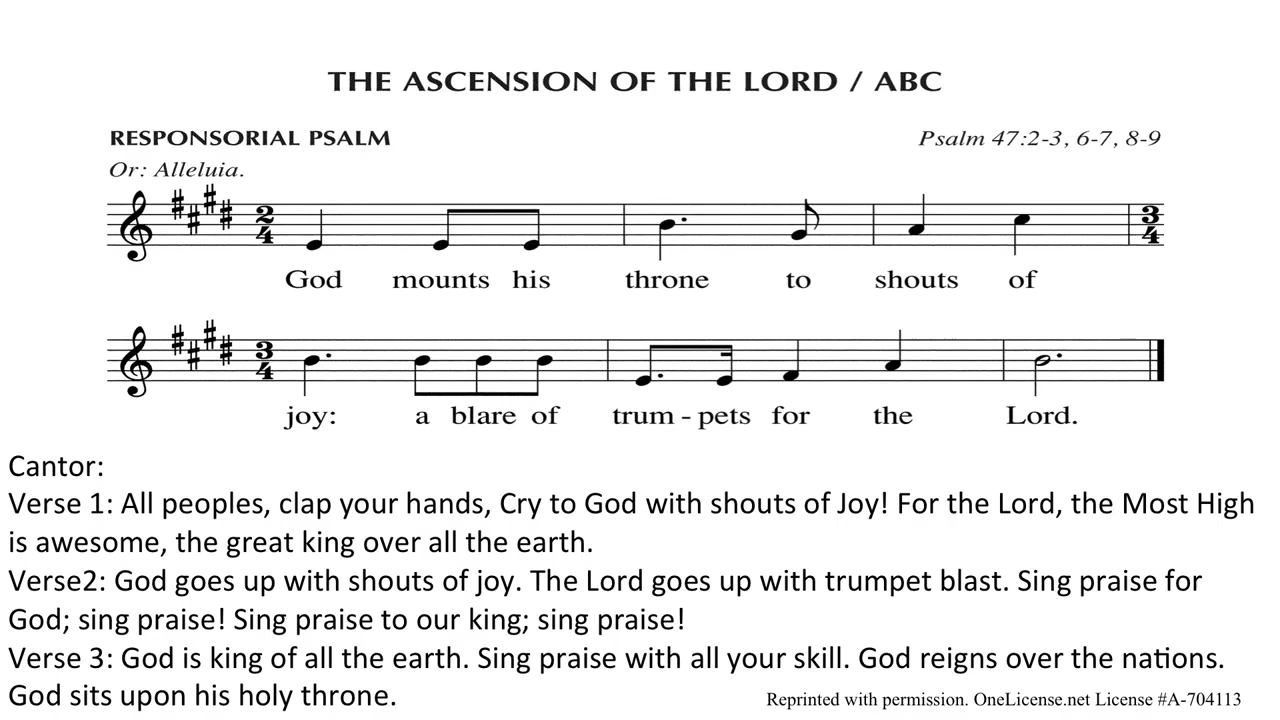 THE ASCENSION OF THE LORD / ABC
RESPONSORIAL PSALM Psalm 47:2-3, 6-7, 8-9
Or: Alleluia.
2 4 3 4
God mounts his throne to shouts of
3 4
joy: a blare of trum - pets for the Lord.
Cantor:
Verse 1: All peoples, clap your hands, Cry to God with shouts of Joy! For the Lord, the Most High
is awesome, the great king over all the earth.
Verse2: God goes up with shouts of joy. The Lord goes up with trumpet blast. Sing praise for
God; sing praise! Sing praise to our king; sing praise!
Verse 3: God is king of all the earth. Sing praise with all your skill. God reigns over the nations.
God sits upon his holy throne. Reprinted with permission. OneLicense.net License #A-704113